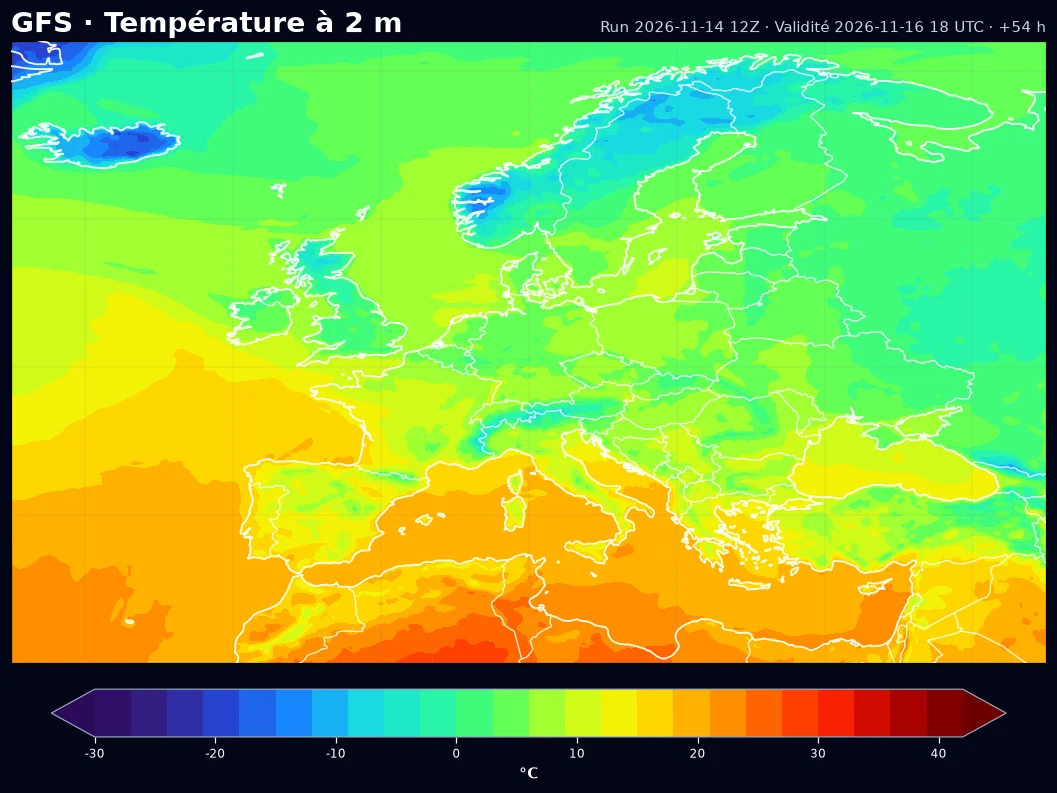 GFS · Température à 2 m
Run 2026-11-14 12Z · Validité 2026-11-16 18 UTC · +54 h
-30 -20 -10 0 10 20 30 40
°C